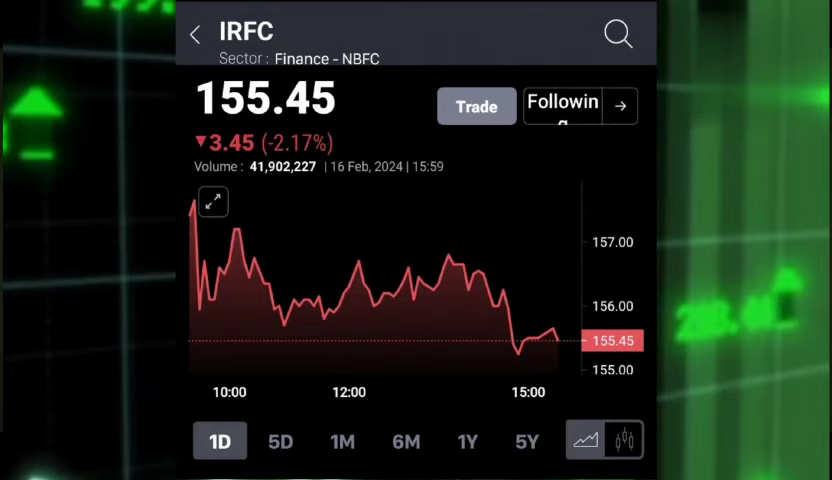 IRFC
Sector : Finance - NBFC
155.45
Trade
Followin
▼3.45 (-2.17%)
Volume : 41,902,227 | 16 Feb, 2024 | 15:59
157.00
156.00
155.45
155.00
10:00 12:00 15:00
1D 5D 1M 6M 1Y 5Y